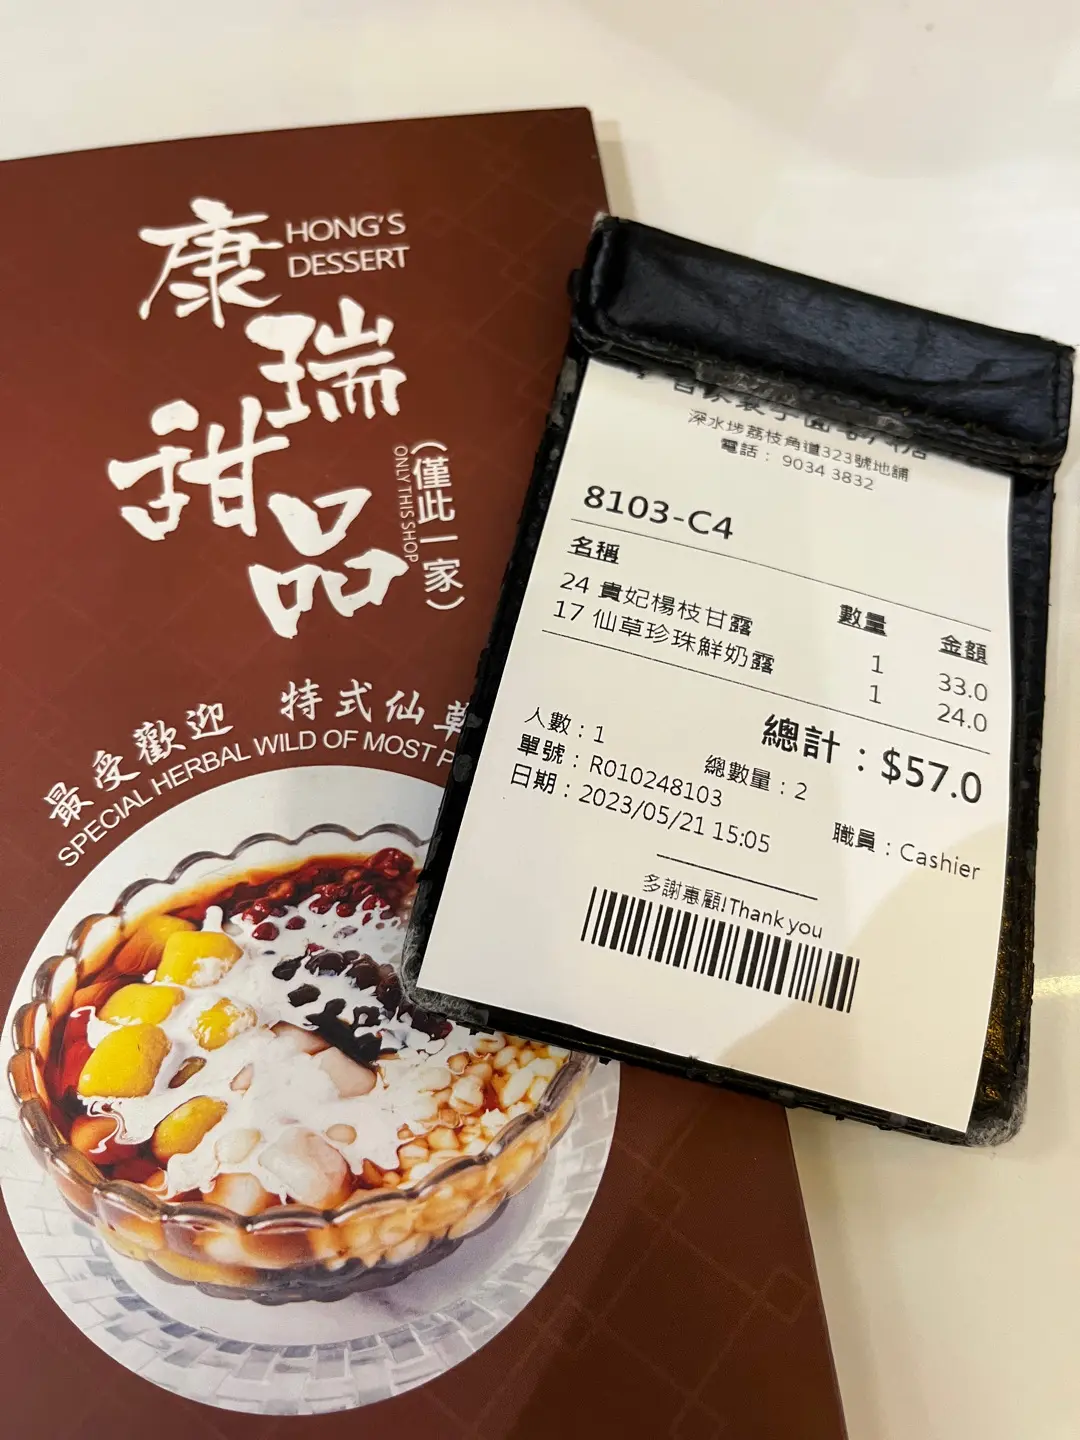 康瑞
HONG'S
DESSERT
甜品
(僅此一家)
ONLY THIS SHOP
最受歡迎 特式仙草
SPECIAL HERBAL WILD OF MOST P
深水埗荔枝角道323號地舖
電話： 9034 3832
8103-C4
名稱 數量 金額
24 貴妃楊枝甘露 1 33.0
17 仙草珍珠鮮奶露 1 24.0
總計：$57.0
人數：1 總數量：2
單號：R010248103
日期：2023/05/21 15:05 職員：Cashier
多謝惠顧!Thank you